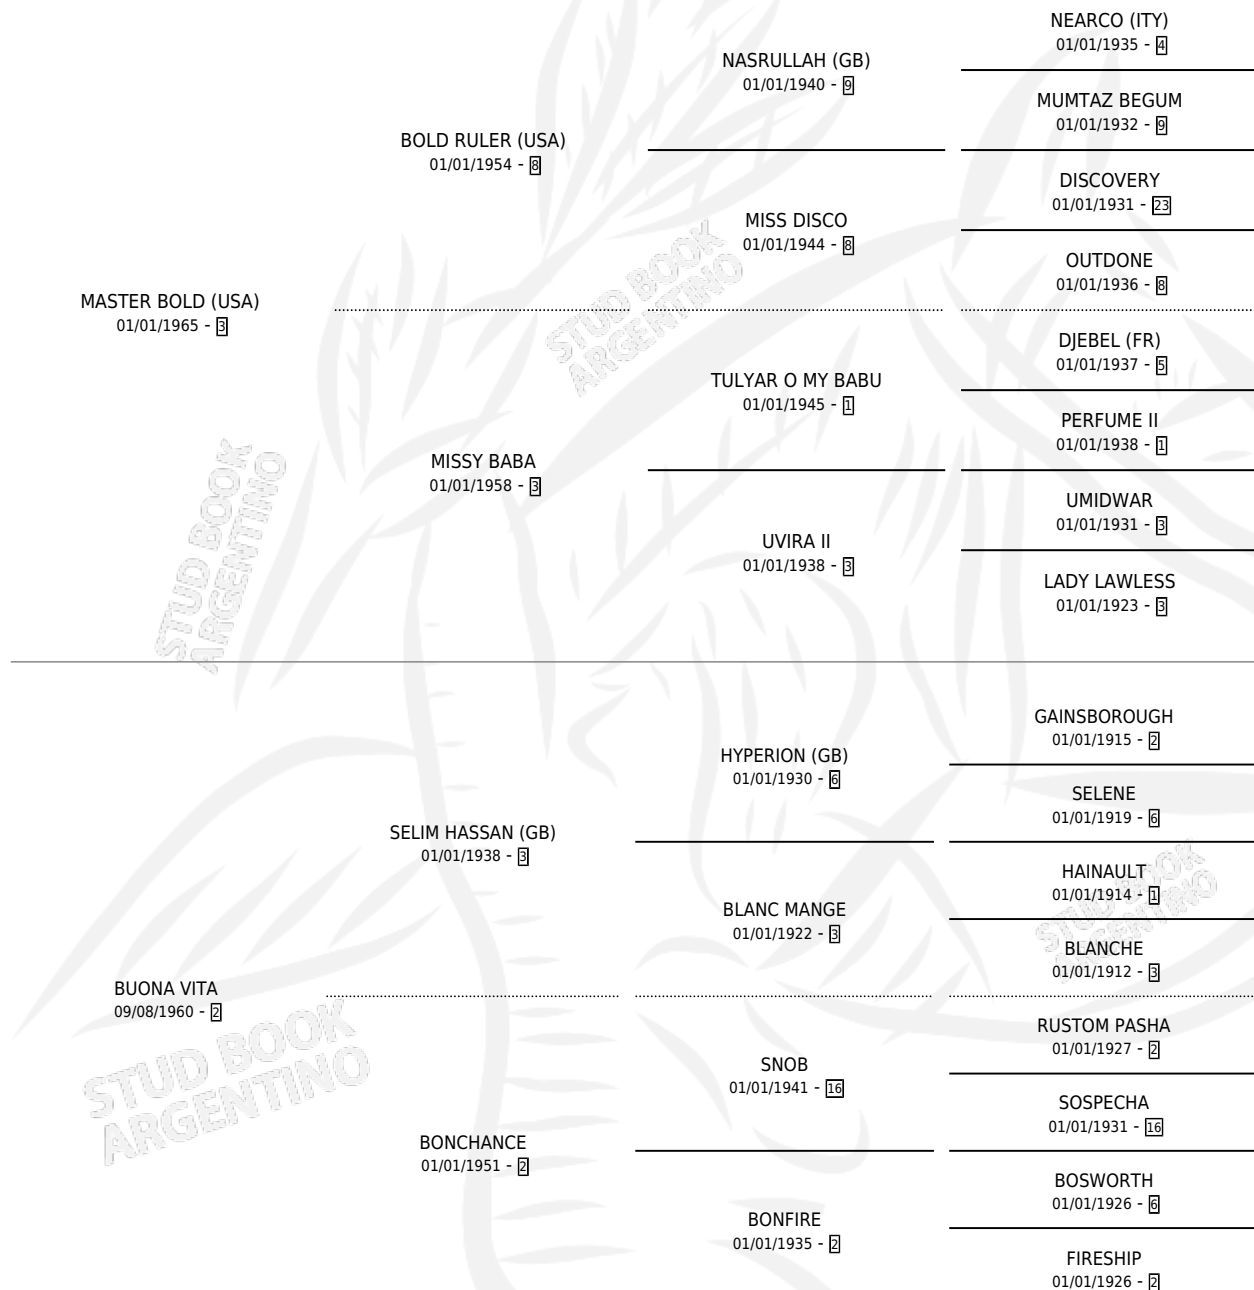 MASTER BOLD (USA)
01/01/1965 - 3
BOLD RULER (USA)
01/01/1954 - 8
NASRULLAH (GB)
01/01/1940 - 9
NEARCO (ITY)
01/01/1935 - 4
MUMTAZ BEGUM
01/01/1932 - 9
MISS DISCO
01/01/1944 - 8
DISCOVERY
01/01/1931 - 23
OUTDONE
01/01/1936 - 8
MISSY BABA
01/01/1958 - 3
TULYAR O MY BABU
01/01/1945 - 1
DJEBEL (FR)
01/01/1937 - 5
PERFUME II
01/01/1938 - 1
UVIRA II
01/01/1938 - 3
UMIDWAR
01/01/1931 - 3
LADY LAWLESS
01/01/1923 - 3
BUONA VITA
09/08/1960 - 2
SELIM HASSAN (GB)
01/01/1938 - 3
HYPERION (GB)
01/01/1930 - 6
GAINSBOROUGH
01/01/1915 - 2
SELENE
01/01/1919 - 6
BLANC MANGE
01/01/1922 - 3
HAINAULT
01/01/1914 - 1
BLANCHE
01/01/1912 - 3
BONCHANCE
01/01/1951 - 2
SNOB
01/01/1941 - 16
RUSTOM PASHA
01/01/1927 - 2
SOSPECHA
01/01/1931 - 16
BONFIRE
01/01/1935 - 2
BOSWORTH
01/01/1926 - 6
FIRESHIP
01/01/1926 - 2
STUD BOOK
ARGENTINO
STUD BOOK
ARGENTINO
STUD BOOK
ARGENTINO
STUD BOOK
ARGENTINO